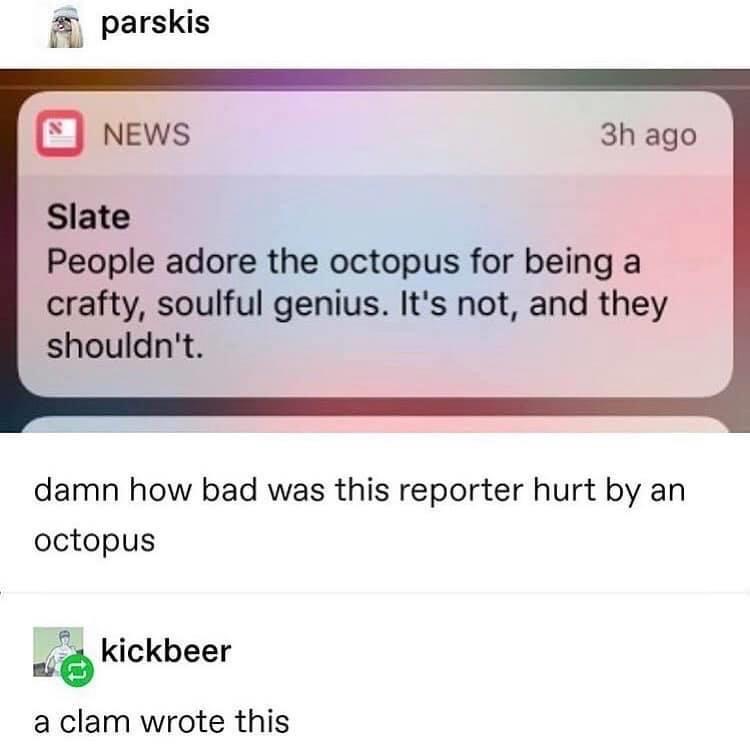 parskis
NEWS
3h ago
Slate
People adore the octopus for being a
crafty, soulful genius. It's not, and they
shouldn't.
damn how bad was this reporter hurt by an
octopus
kickbeer
a clam wrote this